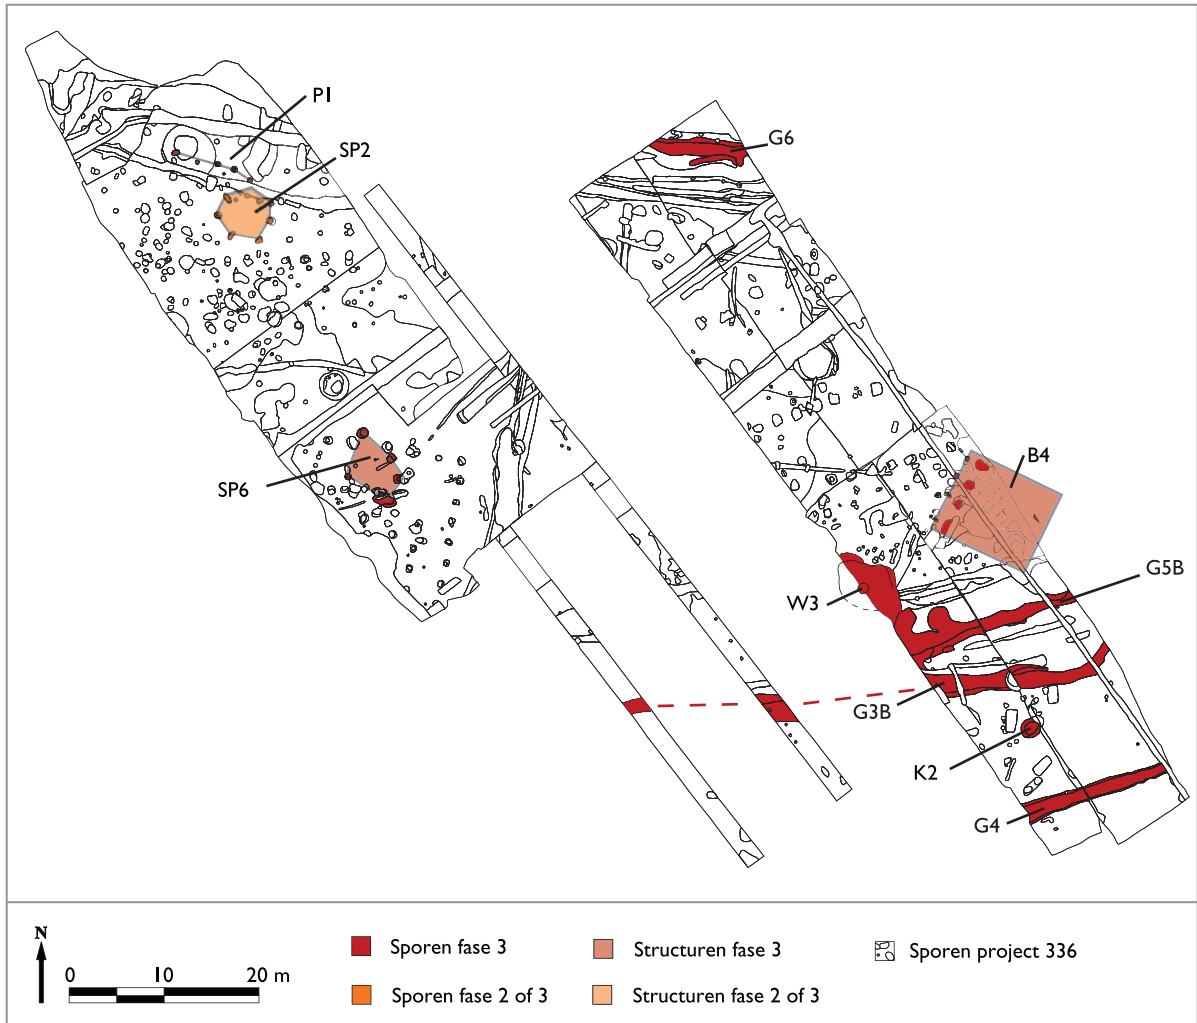 P1
SP2
G6
SP6
B4
W3
G5B
G3B
K2
G4
N
0 10 20 m
Sporen fase 3
Structuren fase 3
Sporen project 336
Sporen fase 2 of 3
Structuren fase 2 of 3